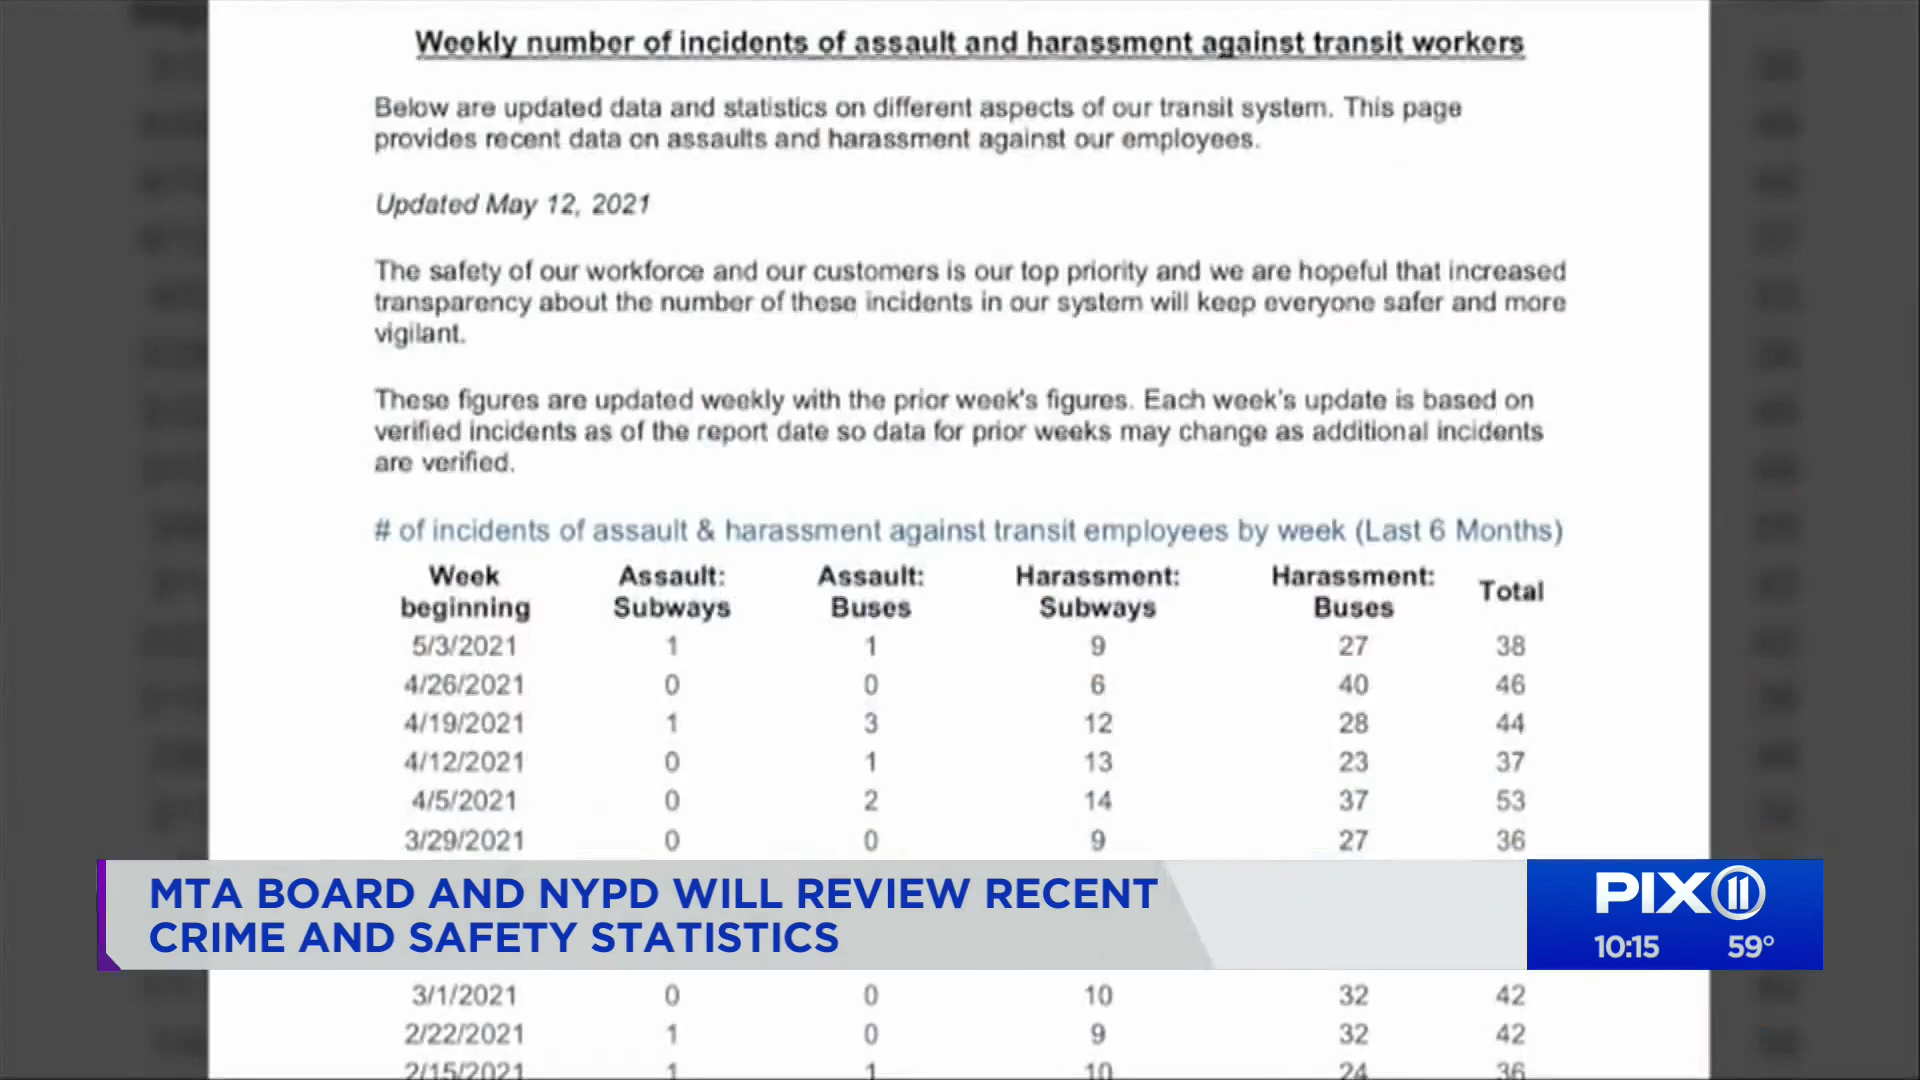 Weekly number of incidents of assault and harassment against transit workers
Below are updated data and statistics on different aspects of our transit system. This page
provides recent data on assaults and harassment against our employees.
Updated May 12, 2021
The safety of our workforce and our customers is our top priority and we are hopeful that increased
transparency about the number of these incidents in our system will keep everyone safer and more
vigilant.
These figures are updated weekly with the prior week's figures. Each week's update is based on
verified incidents as of the report date so data for prior weeks may change as additional incidents
are verified.
# of incidents of assault & harassment against transit employees by week (Last 6 Months)
Week beginning Assault: Subways Assault: Buses Harassment: Subways Harassment: Buses Total
5/3/2021 1 1 9 27 38
4/26/2021 0 0 6 40 46
4/19/2021 1 3 12 28 44
4/12/2021 0 1 13 23 37
4/5/2021 0 2 14 37 53
3/29/2021 0 0 9 27 36
MTA BOARD AND NYPD WILL REVIEW RECENT
CRIME AND SAFETY STATISTICS
PIX 11
10:15 59°
3/1/2021 0 0 10 32 42
2/22/2021 1 0 9 32 42
2/15/2021 1 1 10 24 36